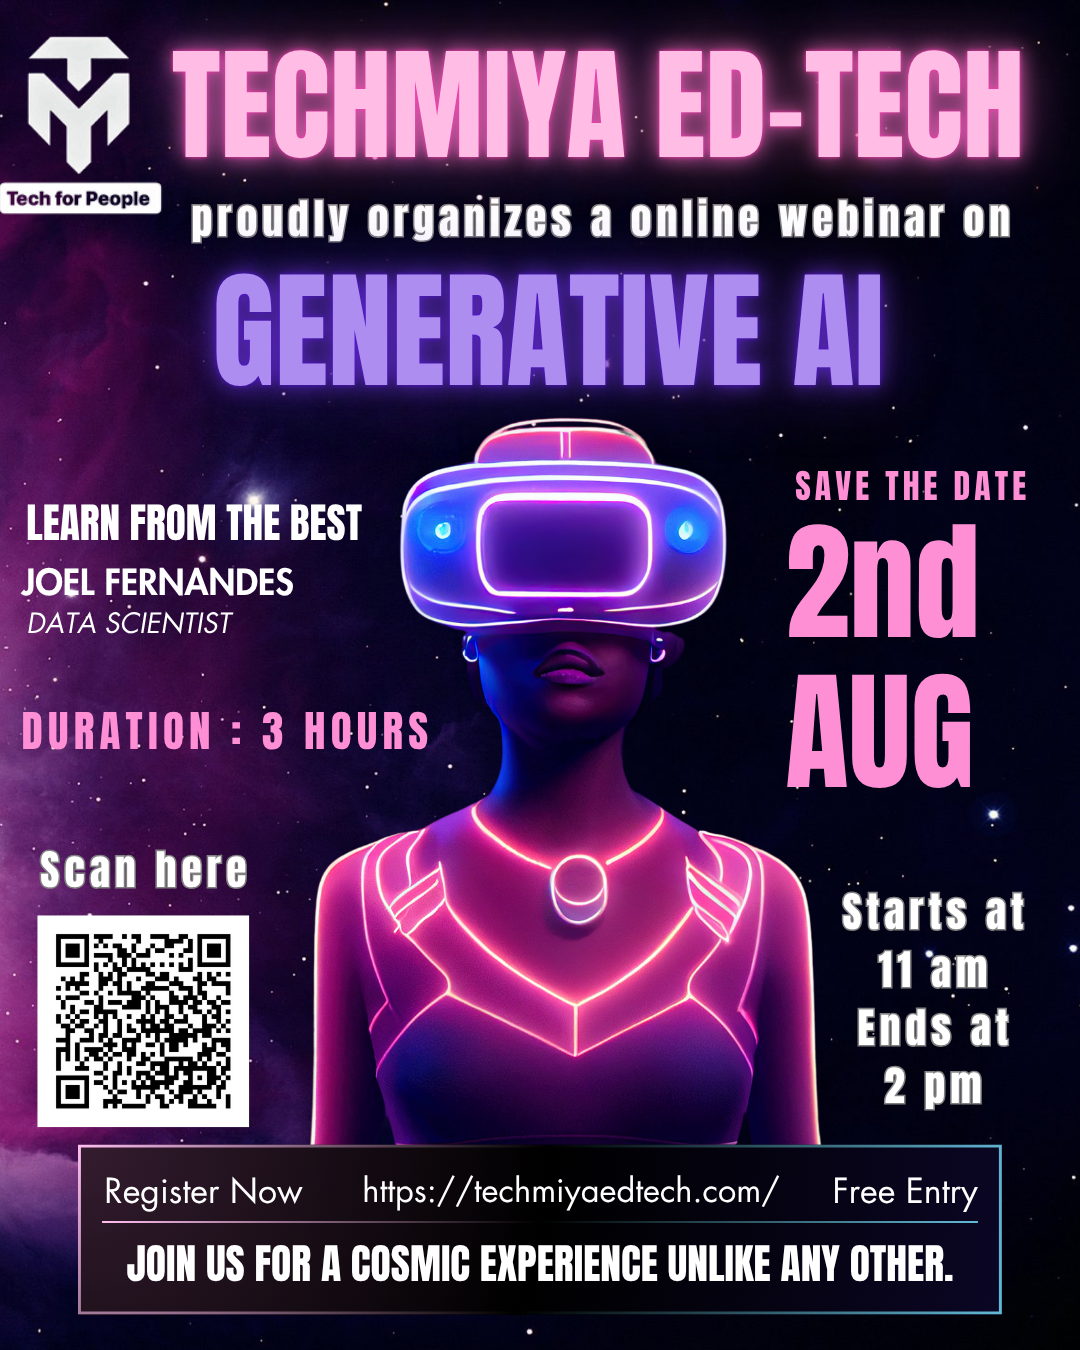 TECHMIYA ED-TECH
Tech for People
proudly organizes a online webinar on
GENERATIVE AI
LEARN FROM THE BEST
JOEL FERNANDES
DATA SCIENTIST
DURATION : 3 HOURS
SAVE THE DATE
2nd
AUG
Scan here
Starts at
11 am
Ends at
2 pm
Register Now https://techmiyaedtech.com/ Free Entry
JOIN US FOR A COSMIC EXPERIENCE UNLIKE ANY OTHER.